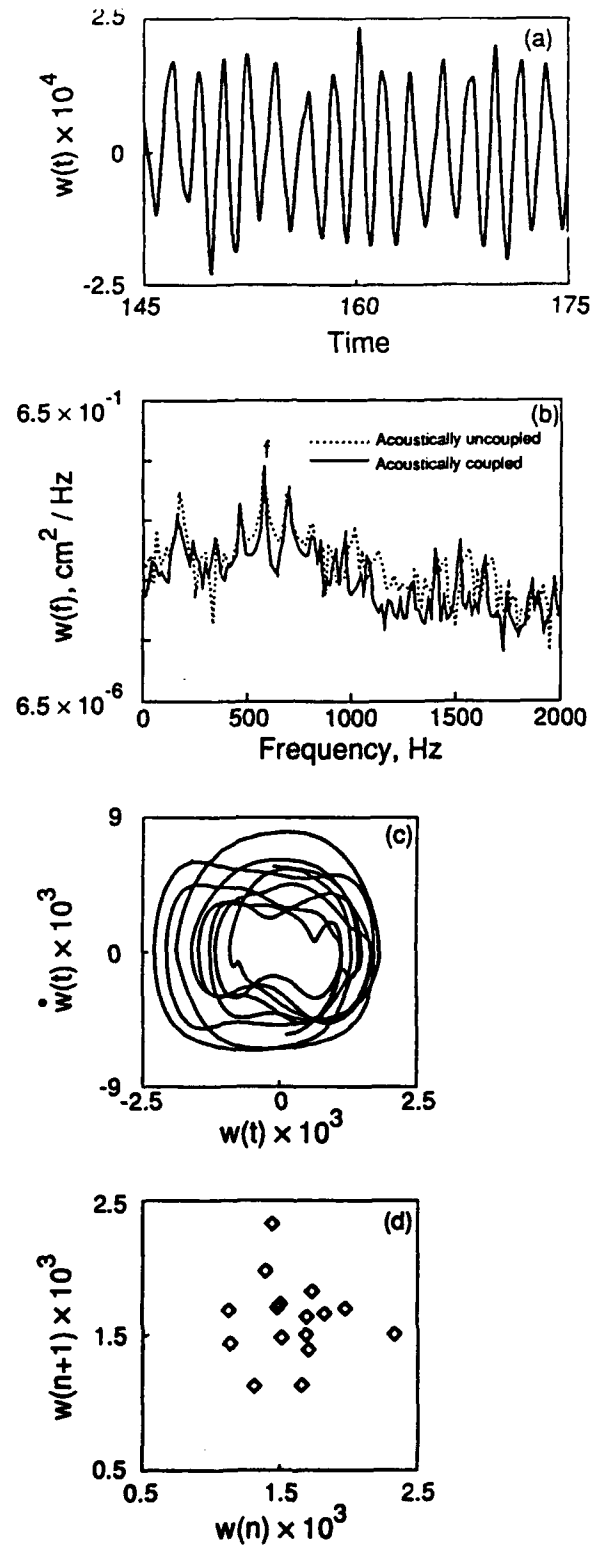 2.5
(a)
w(t) × 10⁴
0
-2.5
145
160
175
Time
6.5 × 10⁻¹
(b)
f
Acoustically uncoupled
Acoustically coupled
w(f), cm² / Hz
6.5 × 10⁻⁶
0
500
1000
1500
2000
Frequency, Hz
9
(c)
ẇ(t) × 10³
0
-9
-2.5
0
2.5
w(t) × 10³
2.5
(d)
w(n+1) × 10³
1.5
0.5
0.5
1.5
2.5
w(n) × 10³